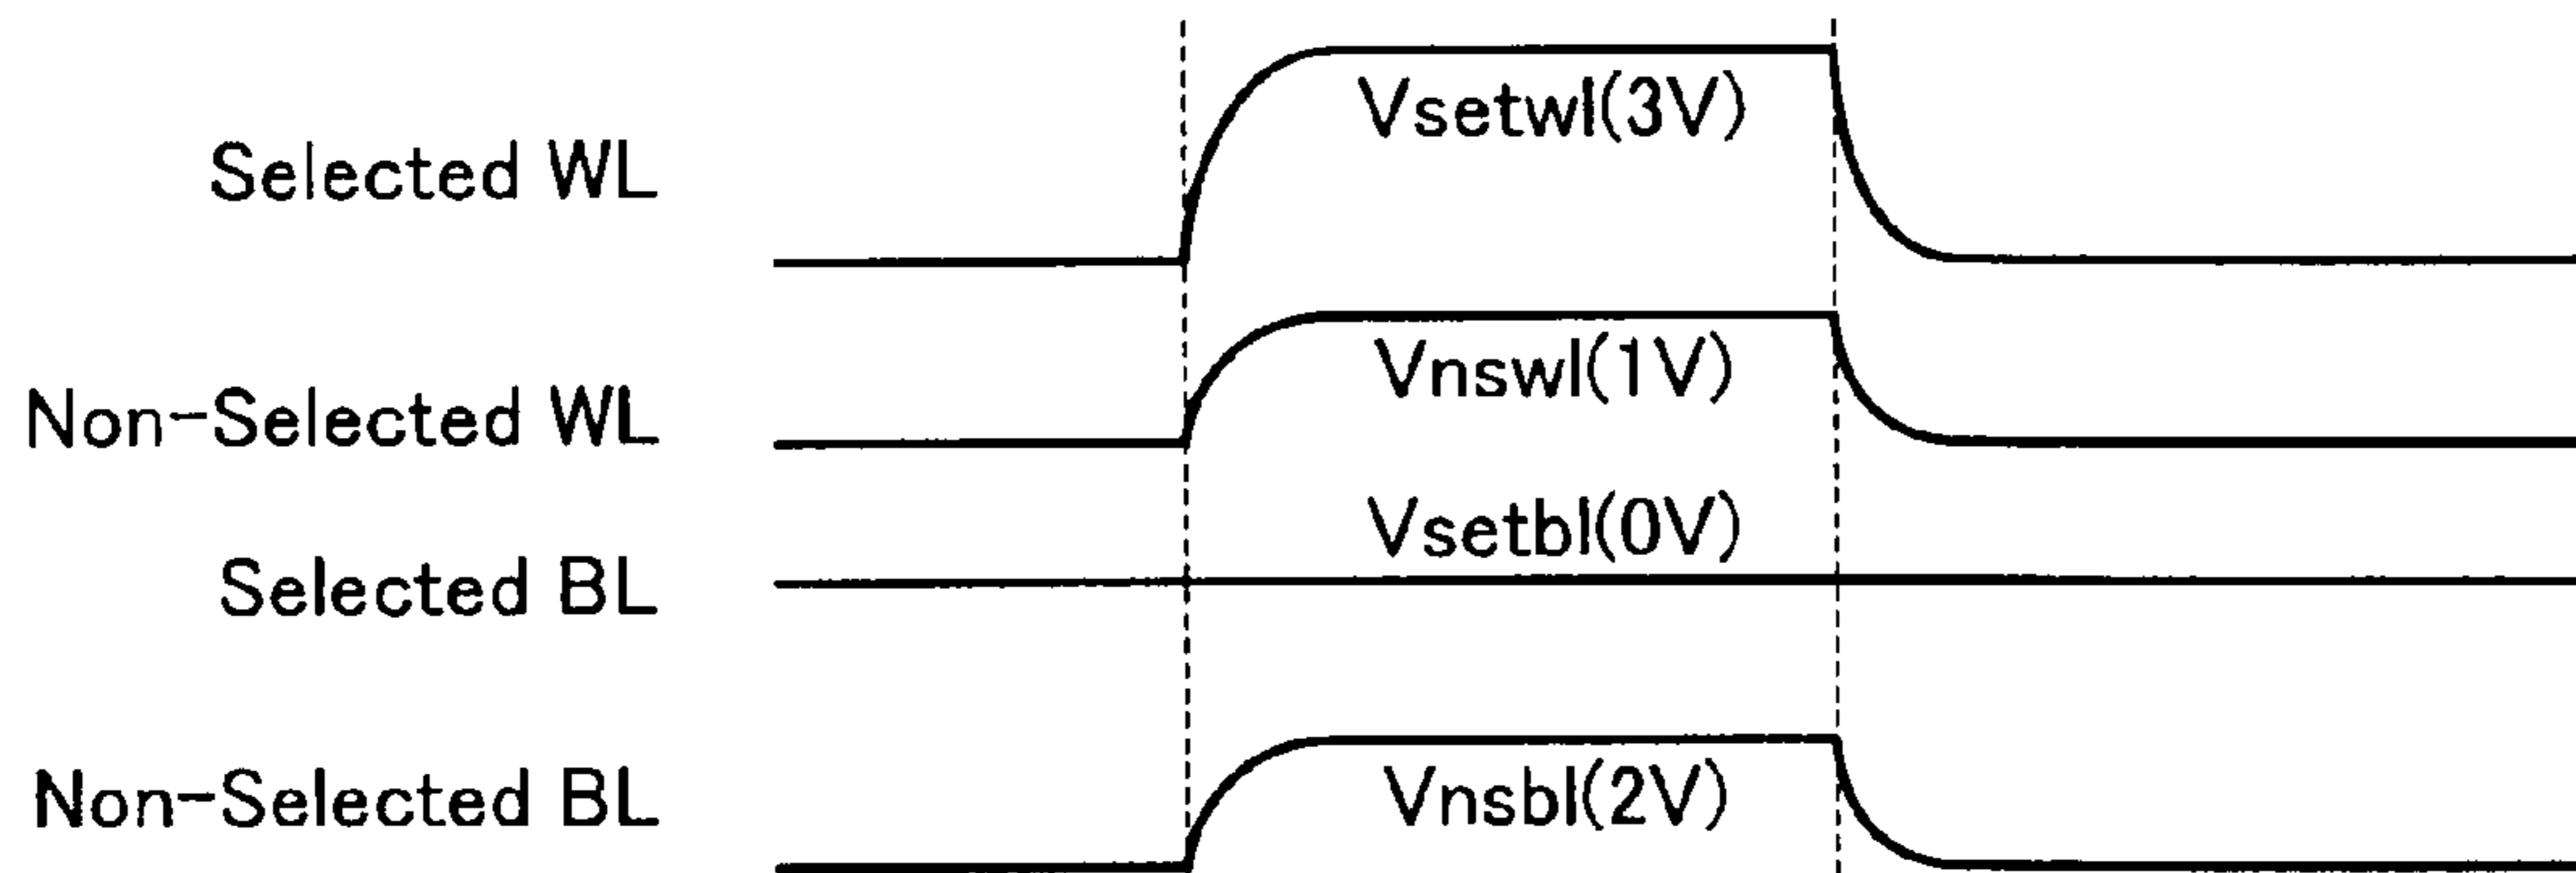 Vsetwl(3V)
Selected WL
Vnswl(1V)
Non-Selected WL
Vsetbl(0V)
Selected BL
Vnsbl(2V)
Non-Selected BL